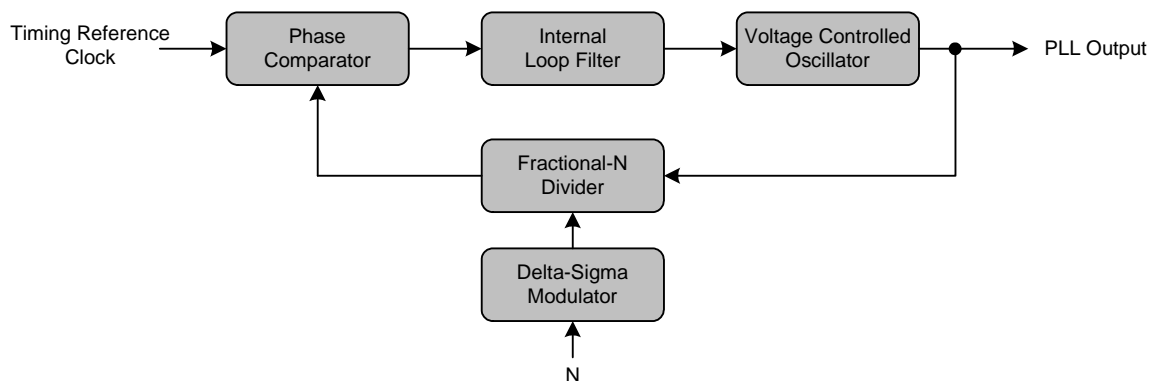 Timing Reference
Clock
Phase
Comparator
Internal
Loop Filter
Voltage Controlled
Oscillator
PLL Output
Fractional-N
Divider
Delta-Sigma
Modulator
N